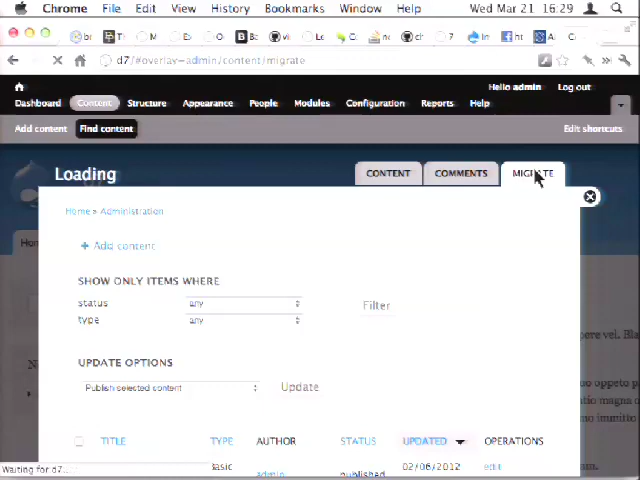 Chrome File Edit View History Bookmarks Window Help Wed Mar 21 16:29
d7/#overlay-admin/content/migrate
Hello admin Log out
Dashboard Content Structure Appearance People Modules Configuration Reports Help
Add content Find content Edit shortcuts
Loading CONTENT COMMENTS MIGRATE
Home » Administration
+ Add content
SHOW ONLY ITEMS WHERE
status any Filter
type any
pere vel. Bla
UPDATE OPTIONS
Publish selected content Update
TITLE TYPE AUTHOR STATUS UPDATED OPERATIONS
Waiting for d7...
Basic admin published 02/06/2012 edit